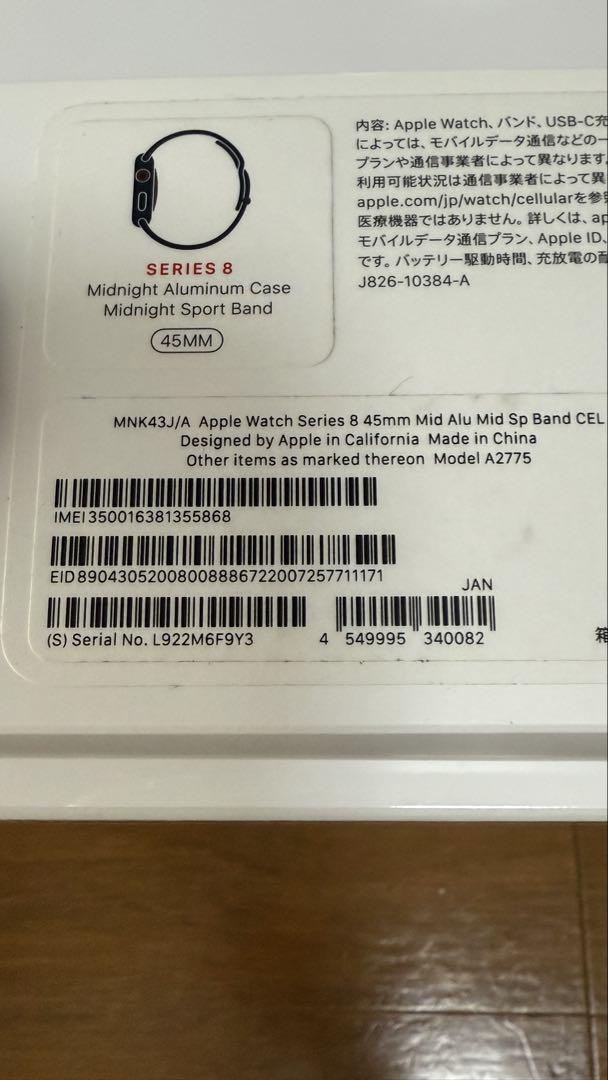 SERIES 8
Midnight Aluminum Case
Midnight Sport Band
45MM
内容: Apple Watch、バンド、USB-C充
によっては、モバイルデータ通信などの一
プランや通信事業者によって異なります。
利用可能状況は通信事業者によって異
apple.com/jp/watch/cellularを参照
医療機器ではありません。詳しくは、ap
モバイルデータ通信プラン、Apple ID、
です。バッテリー駆動時間、充放電の耐
J826-10384-A
MNK43J/A Apple Watch Series 8 45mm Mid Alu Mid Sp Band CEL
Designed by Apple in California Made in China
Other items as marked thereon Model A2775
IMEI 350016381355868
EID 89043052008008886722007257711171
JAN
(S) Serial No. L922M6F9Y3
4 549995 340082
箱